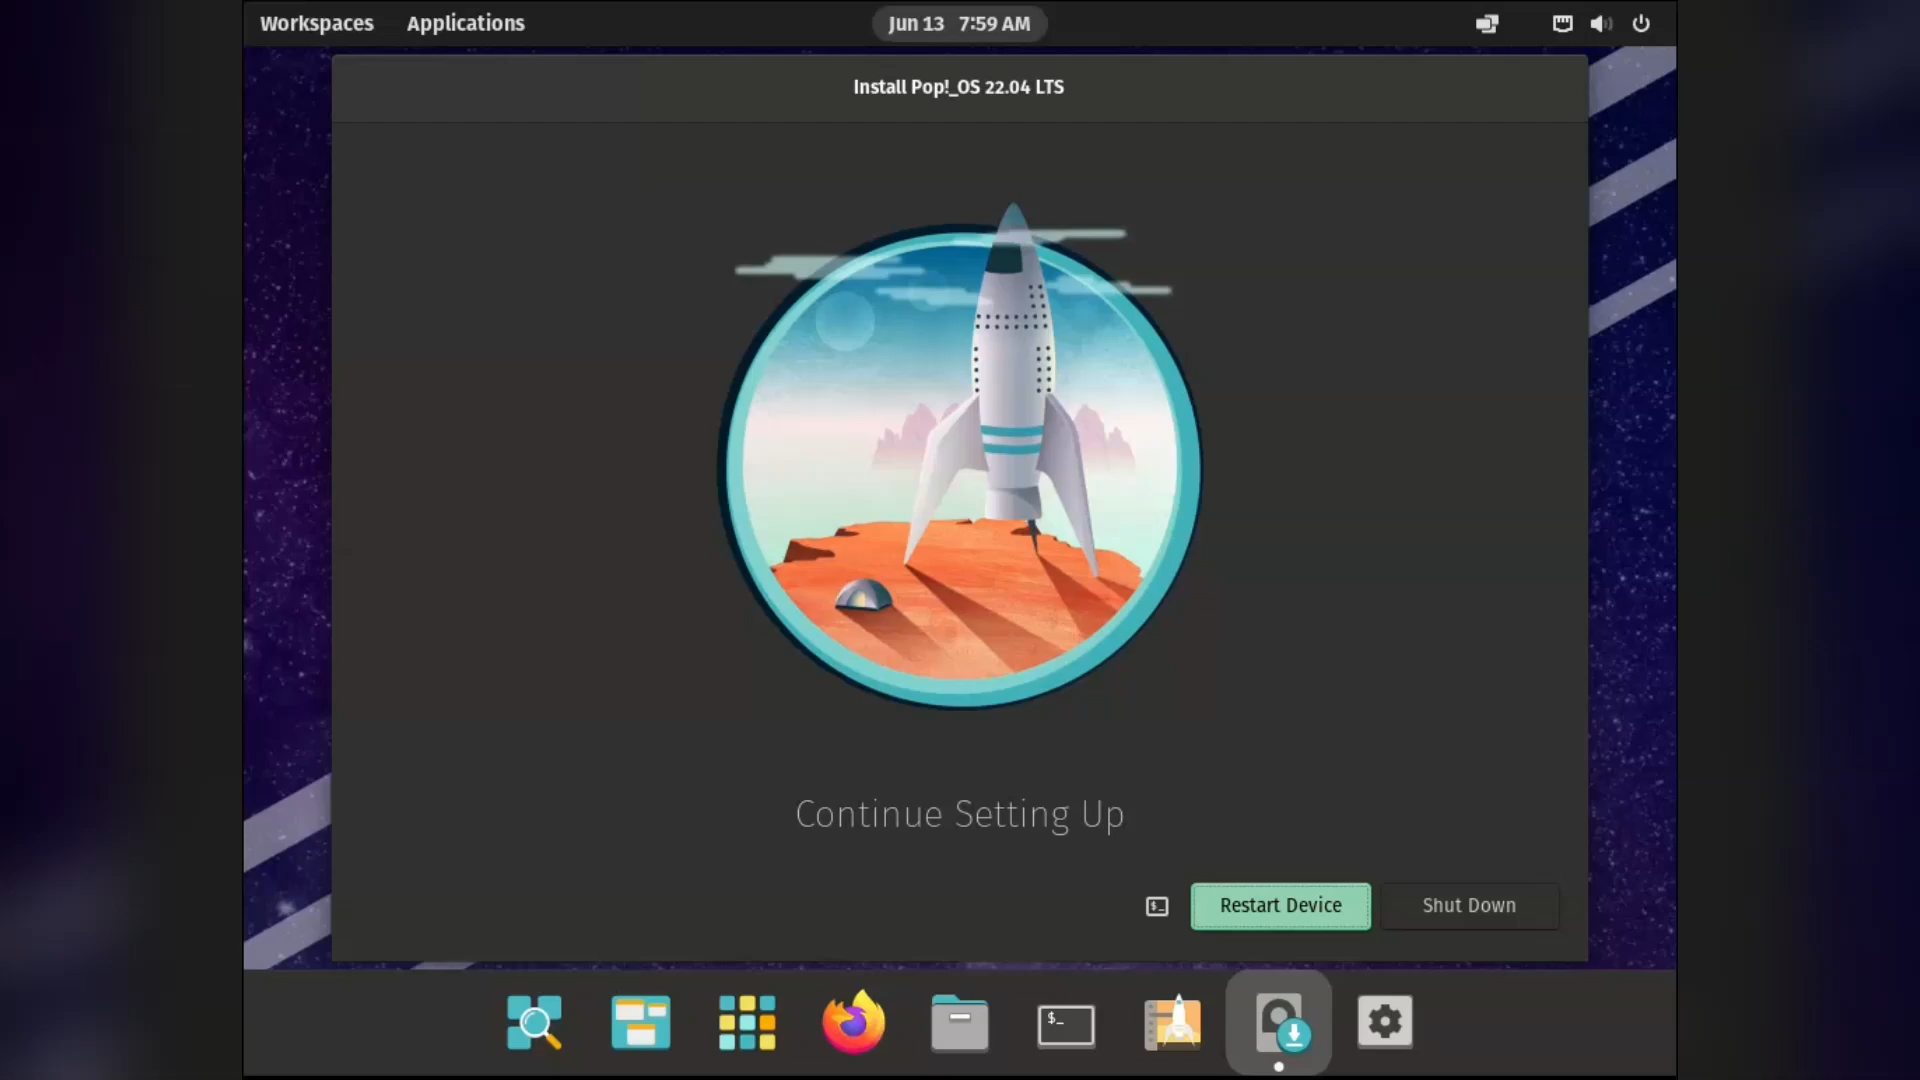 Workspaces Applications Jun 13 7:59 AM
Install Pop!_OS 22.04 LTS
Continue Setting Up
$_ Restart Device Shut Down
$_